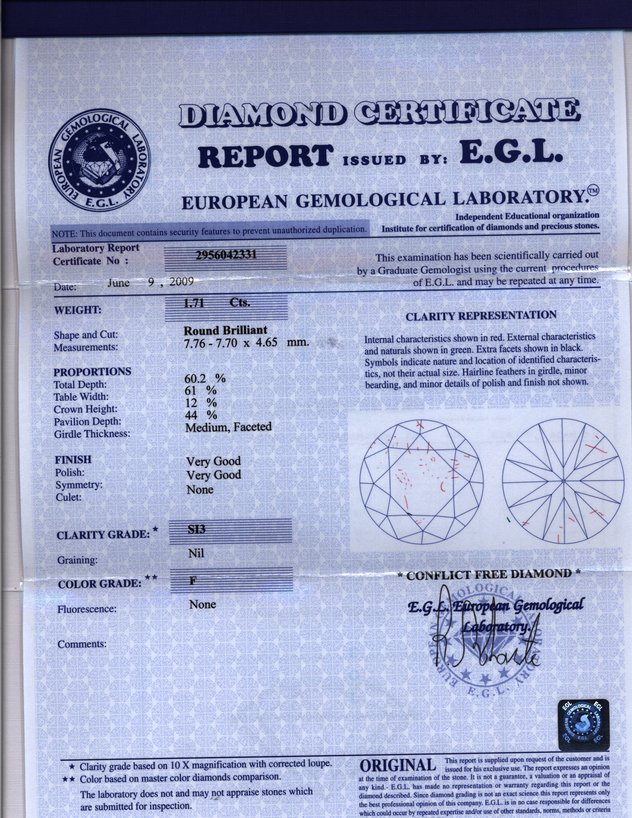 DIAMOND CERTIFICATE
REPORT ISSUED BY: E.G.L.
EUROPEAN GEMOLOGICAL LABORATORY.™
EUROPEAN GEMOLOGICAL LABORATORY
E.G.L.
Independent Educational organization
Institute for certification of diamonds and precious stones.
NOTE: This document contains security features to prevent unauthorized duplication.
Laboratory Report
Certificate No : 2956042331
Date: June 9 , 2009
WEIGHT: 1.71 Cts.
Shape and Cut: Round Brilliant
Measurements: 7.76 - 7.70 x 4.65 mm.
PROPORTIONS
Total Depth: 60.2 %
Table Width: 61 %
Crown Height: 12 %
Pavilion Depth: 44 %
Girdle Thickness: Medium, Faceted
FINISH
Polish: Very Good
Symmetry: Very Good
Culet: None
CLARITY GRADE: * SI3
Graining: Nil
COLOR GRADE: ** F
Fluorescence: None
Comments:
This examination has been scientifically carried out
by a Graduate Gemologist using the current procedures
of E.G.L. and may be repeated at any time.
CLARITY REPRESENTATION
Internal characteristics shown in red. External characteristics
and naturals shown in green. Extra facets shown in black.
Symbols indicate nature and location of identified characteris-
tics, not their actual size. Hairline feathers in girdle, minor
bearding, and minor details of polish and finish not shown.
* CONFLICT FREE DIAMOND *
E.G.L. European Gemological
Laboratory.
E.G.L.
EGL EGL
EGL EGL
★ Clarity grade based on 10 X magnification with corrected loupe.
★★ Color based on master color diamonds comparison.
The laboratory does not and may not appraise stones which
are submitted for inspection.
ORIGINAL This report is supplied upon request of the customer and is
issued for his exclusive use. The report expresses an opinion
at the time of examination of the stone. It is not a guarantee, a valuation or an appraisal of
any kind - E.G.L. has made no representation or warranty regarding this report or the
diamond described. Since diamond grading is not an exact science this report represents only
the best professional opinion of this company. E.G.L. is in no case responsible for differences
which could occur by repeated expertise and/or use of other standards, norms, methods or criteria